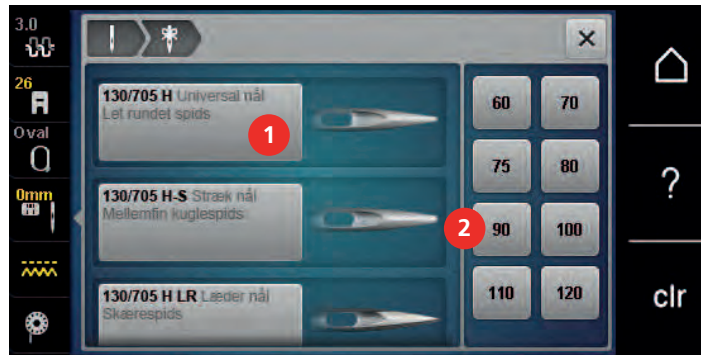 3.0
26
Oval
0mm
130/705 H Universal nål
Let rundet spids
1
130/705 H-S Stræk nål
Mellemfin kuglespids
2
130/705 H LR Læder nål
Skærespids
60 70
75 80
90 100
110 120
?
clr